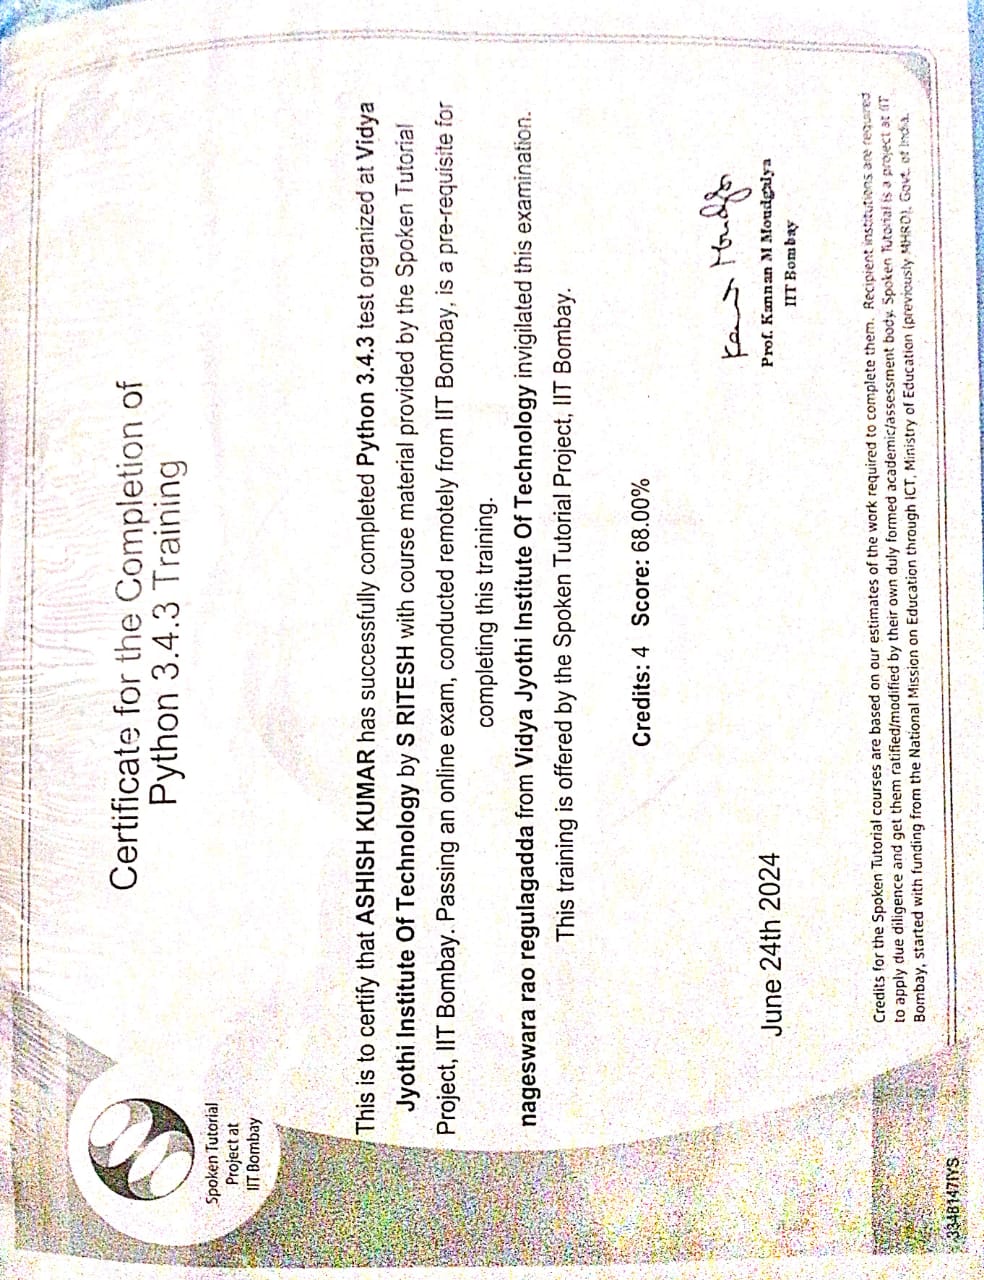 Spoken Tutorial
Project at
IIT Bombay
Certificate for the Completion of
Python 3.4.3 Training
This is to certify that ASHISH KUMAR has successfully completed Python 3.4.3 test organized at Vidya
Jyothi Institute Of Technology by S RITESH with course material provided by the Spoken Tutorial
Project, IIT Bombay. Passing an online exam, conducted remotely from IIT Bombay, is a pre-requisite for
completing this training.
nageswara rao regulagadda from Vidya Jyothi Institute Of Technology invigilated this examination.
This training is offered by the Spoken Tutorial Project, IIT Bombay.
Credits: 4 Score: 68.00%
June 24th 2024
Kannan Moudgalya
Prof. Kannan M Moudgalya
IIT Bombay
Credits for the Spoken Tutorial courses are based on our estimates of the work required to complete them. Recipient institutions are required
to apply due diligence and get them ratified/modified by their own duly formed academic/assessment body. Spoken Tutorial is a project at IIT
Bombay, started with funding from the National Mission on Education through ICT, Ministry of Education (previously MHRD), Govt. of India.
3348147IYS